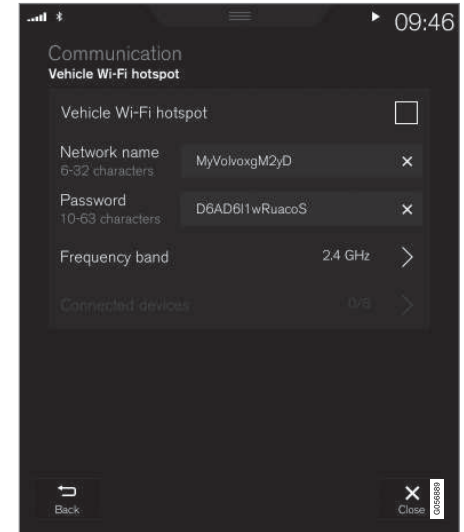 09:46
Communication
Vehicle Wi-Fi hotspot
Vehicle Wi-Fi hotspot
Network name
6-32 characters
MyVolvoxgM2yD
Password
10-63 characters
D6AD6l1wRuacoS
Frequency band
2.4 GHz
Connected devices
0/8
Back
Close
G056889